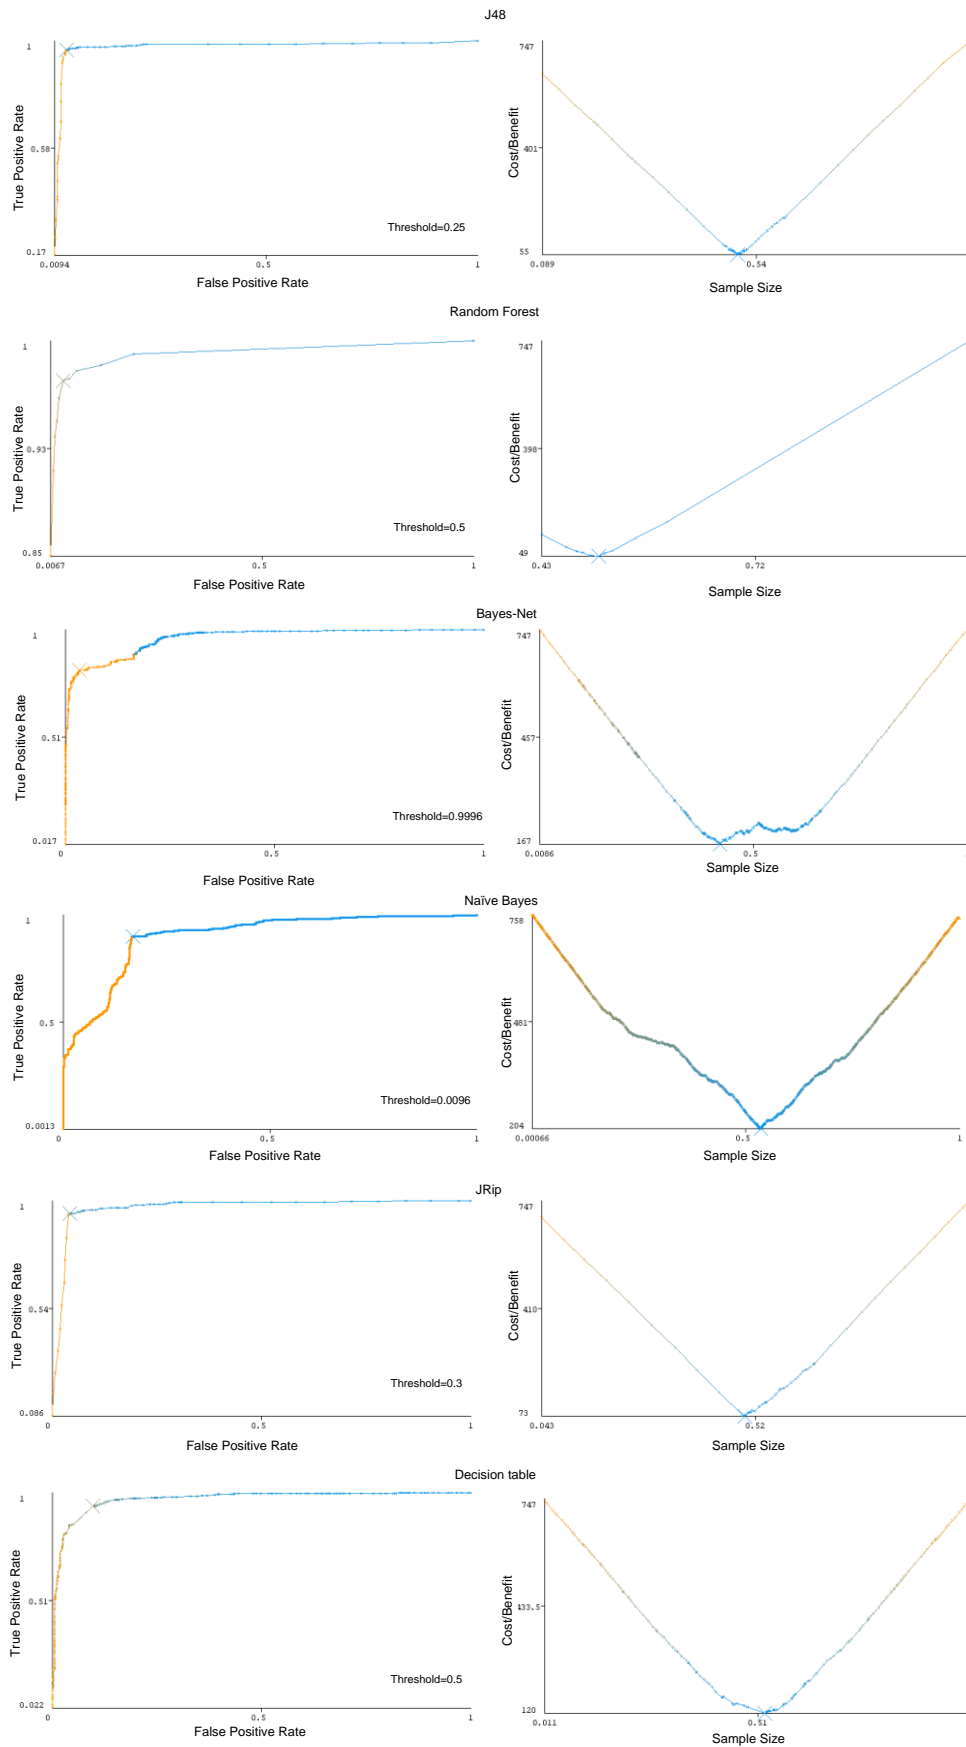 J48
1
0.58
0.17
0.0094
0.5
1
True Positive Rate
False Positive Rate
Threshold=0.25
747
401
55
0.089
0.54
Cost/Benefit
Sample Size
Random Forest
1
0.93
0.85
0.0067
0.5
1
True Positive Rate
False Positive Rate
Threshold=0.5
747
398
49
0.43
0.72
Cost/Benefit
Sample Size
Bayes-Net
1
0.51
0.017
0
0.5
1
True Positive Rate
False Positive Rate
Threshold=0.9996
747
457
167
0.0086
0.5
Cost/Benefit
Sample Size
Naïve Bayes
1
0.5
0.0013
0
0.5
1
True Positive Rate
False Positive Rate
Threshold=0.0096
758
481
204
0.00066
0.5
1
Cost/Benefit
Sample Size
JRip
1
0.54
0.086
0
0.5
1
True Positive Rate
False Positive Rate
Threshold=0.3
747
410
73
0.043
0.52
Cost/Benefit
Sample Size
Decision table
1
0.51
0.022
0
0.5
1
True Positive Rate
False Positive Rate
Threshold=0.5
747
433.5
120
0.011
0.51
Cost/Benefit
Sample Size